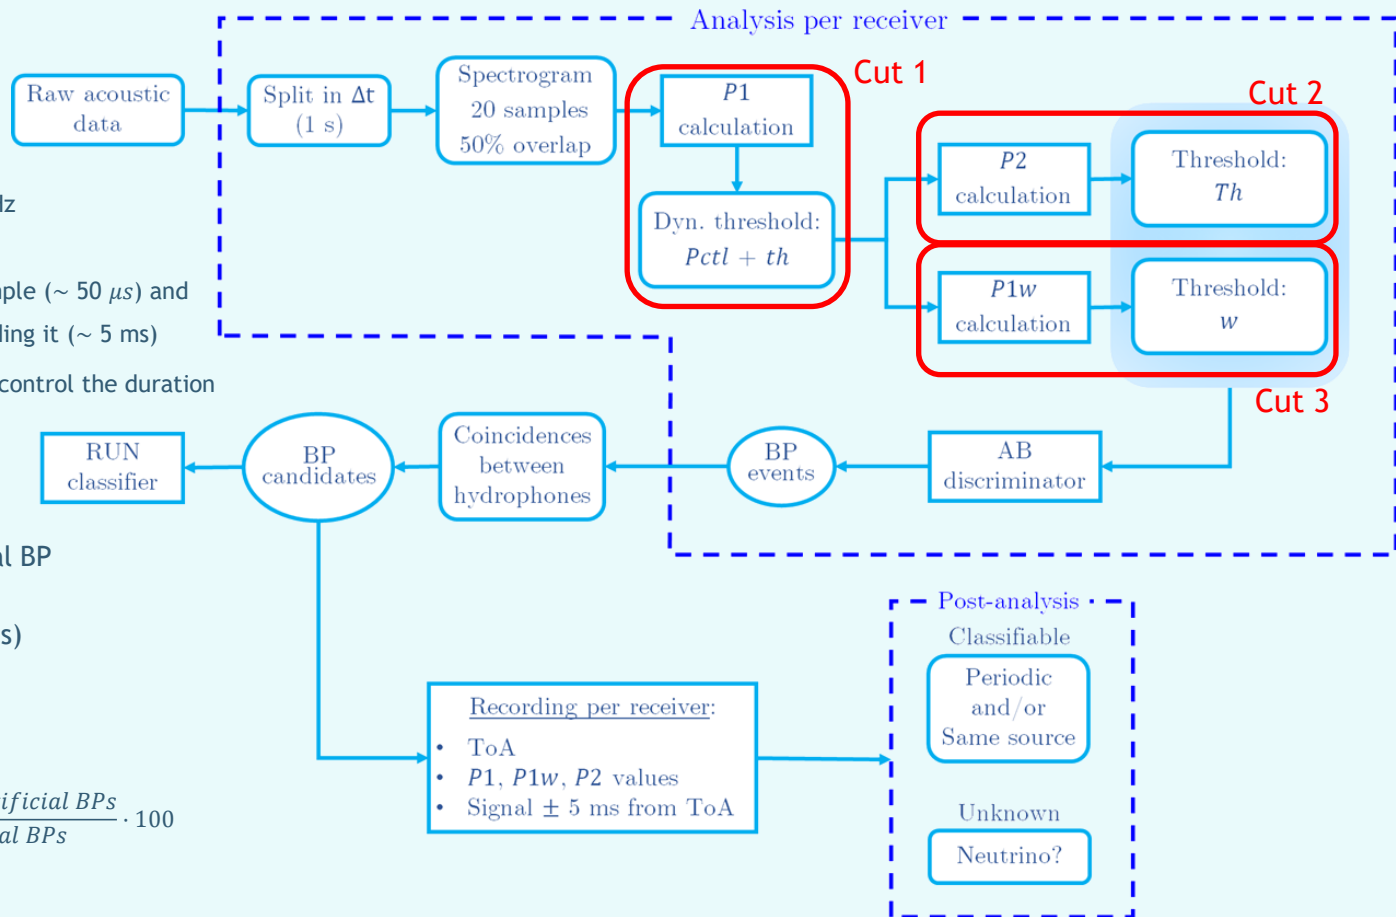 Analysis per receiver
Raw acoustic
data
Split in Δt
(1 s)
Spectrogram
20 samples
50% overlap
Cut 1
P1
calculation
Dyn. threshold:
Pctl + th
Cut 2
P2
calculation
Threshold:
Th
P1w
calculation
Threshold:
w
Cut 3
(~ 50 μs) and
ding it (~ 5 ms)
control the duration
RUN
classifier
BP
candidates
Coincidences
between
hydrophones
BP
events
AB
discriminator
al BP
s)
Recording per receiver:
• ToA
• P1, P1w, P2 values
• Signal ± 5 ms from ToA
Post-analysis
Classifiable
Periodic
and/or
Same source
Unknown
Neutrino?
ificial BPs
al BPs
· 100